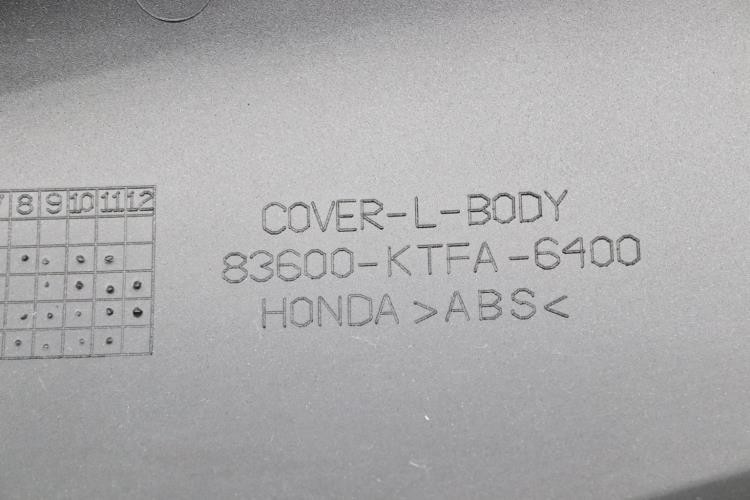 8 9 10 11 12
COVER-L-BODY
83600-KTFA-6400
HONDA >ABS<